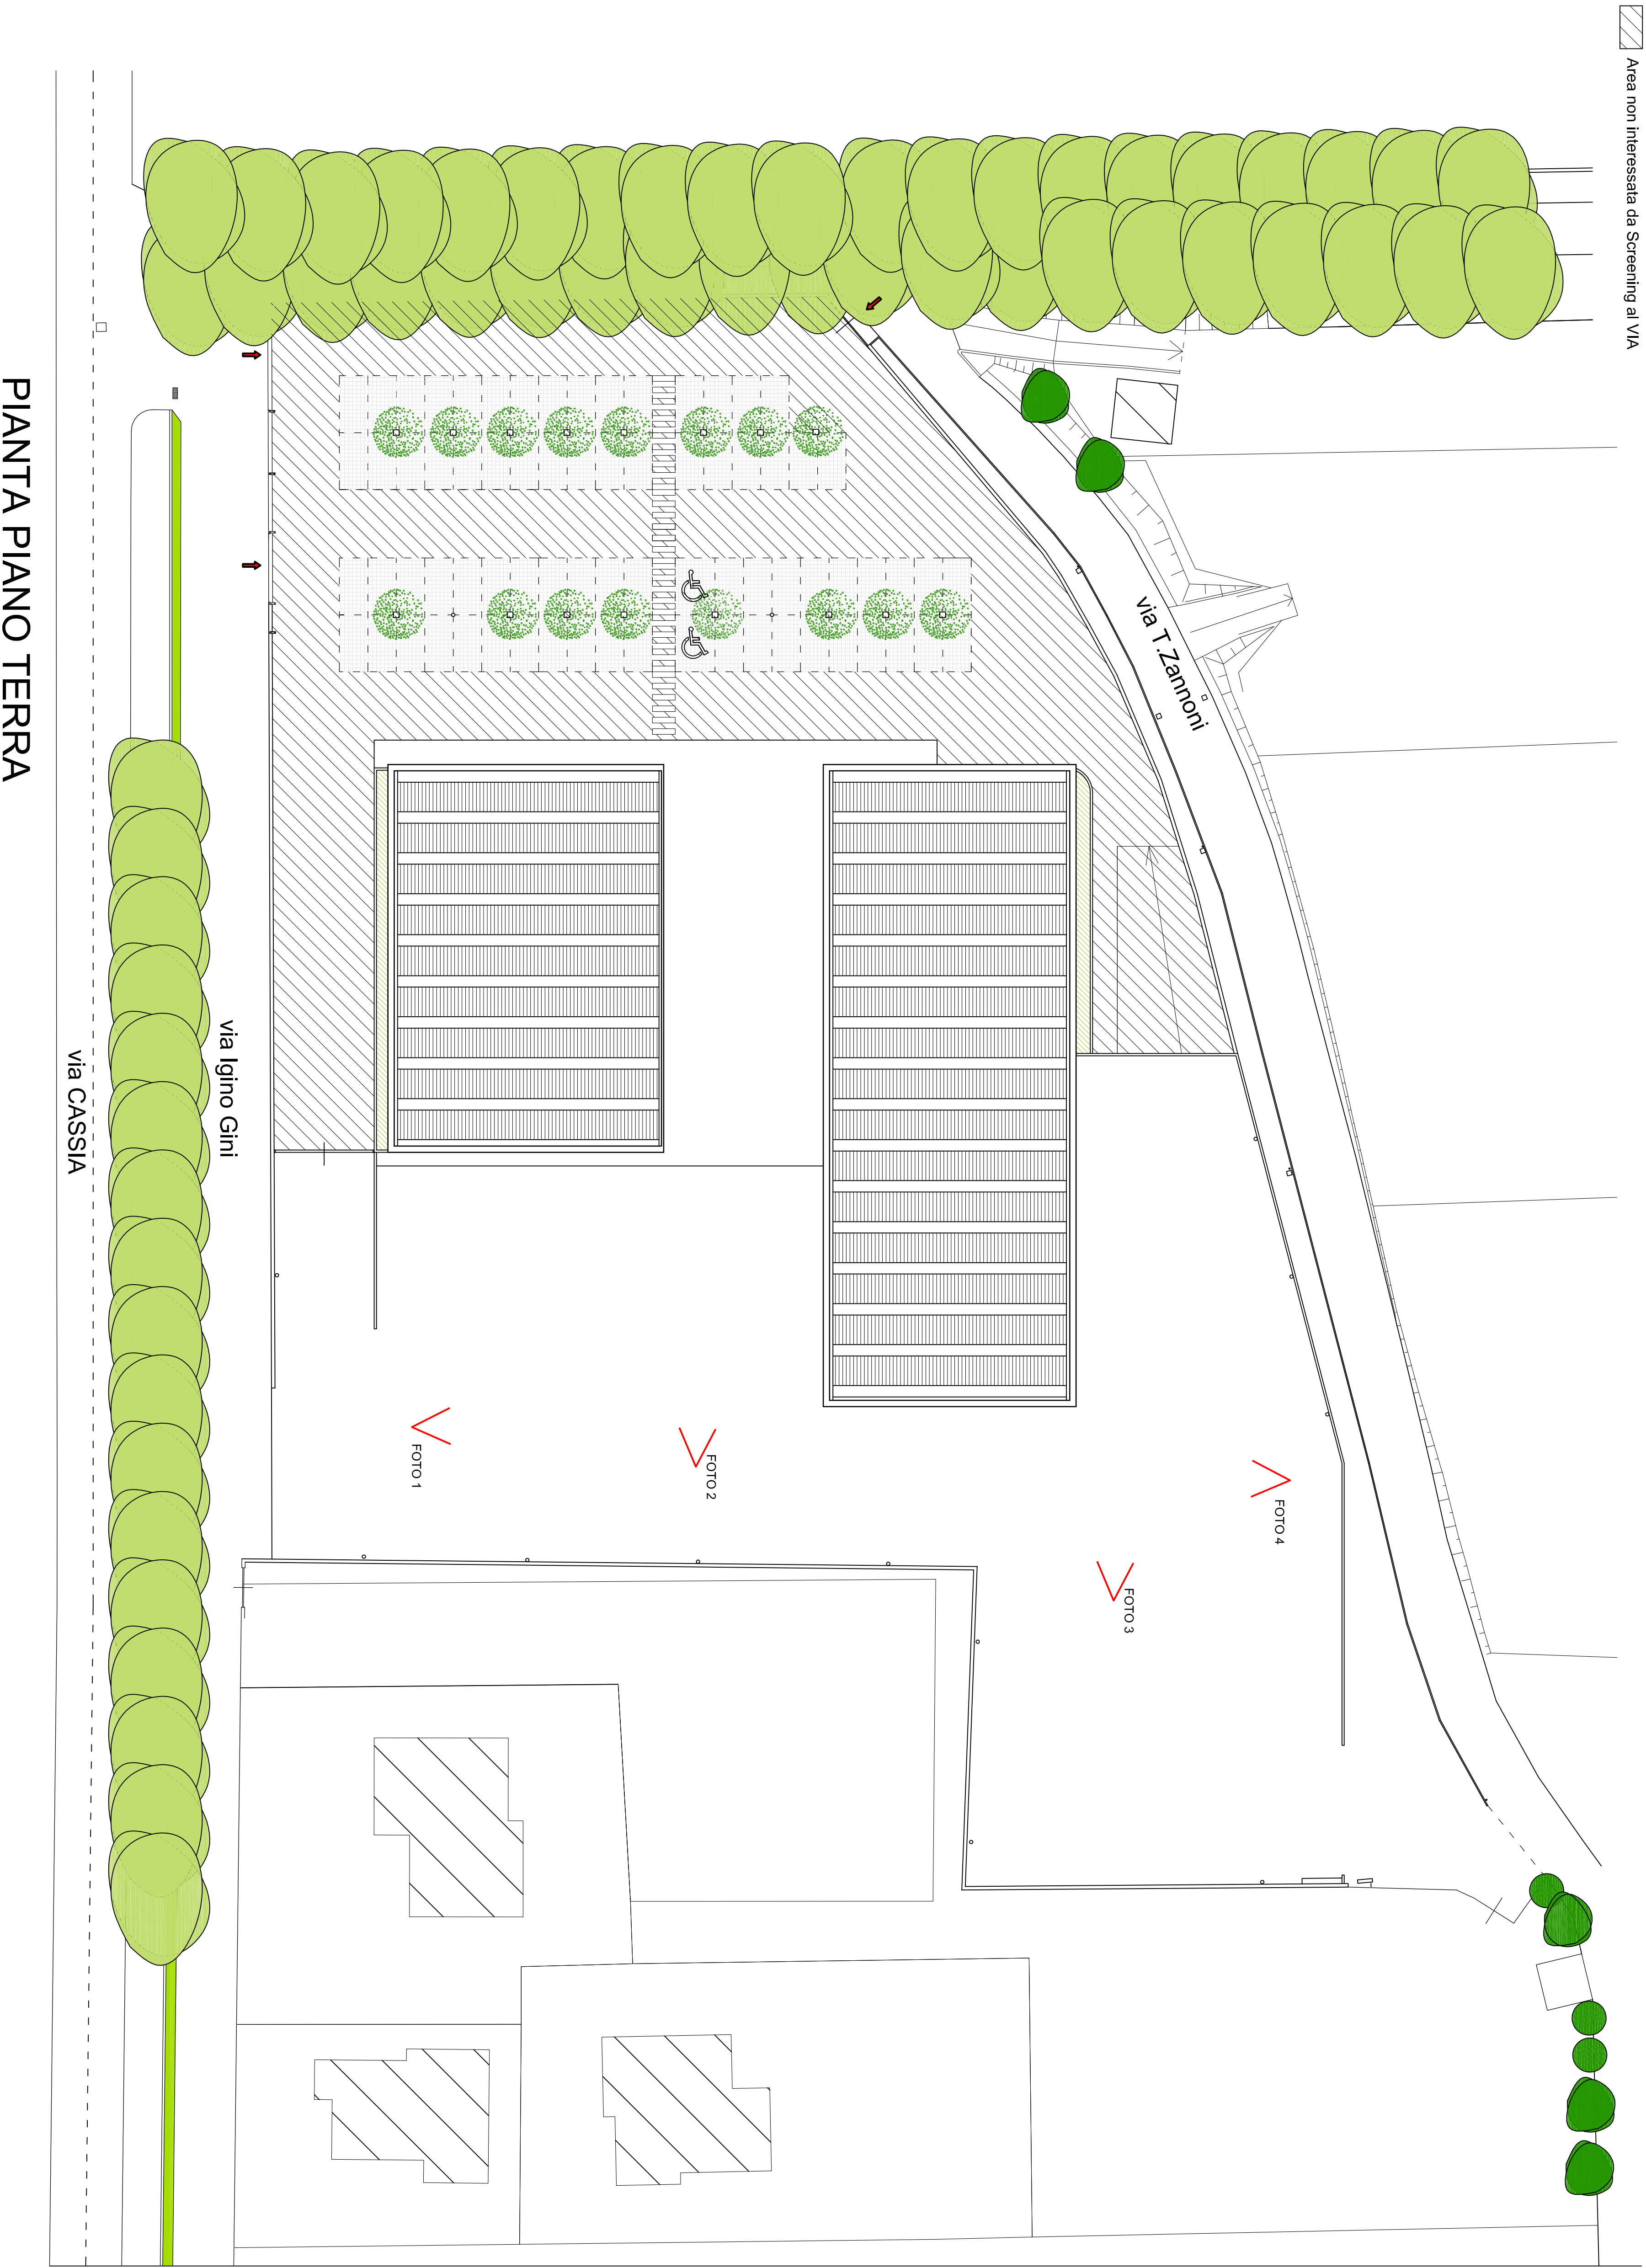 Area non interessata da Screening al VIA
via T.Zannoni
FOTO 4
FOTO 3
FOTO 2
FOTO 1
via Igino Gini
via CASSIA
PIANTA PIANO TERRA